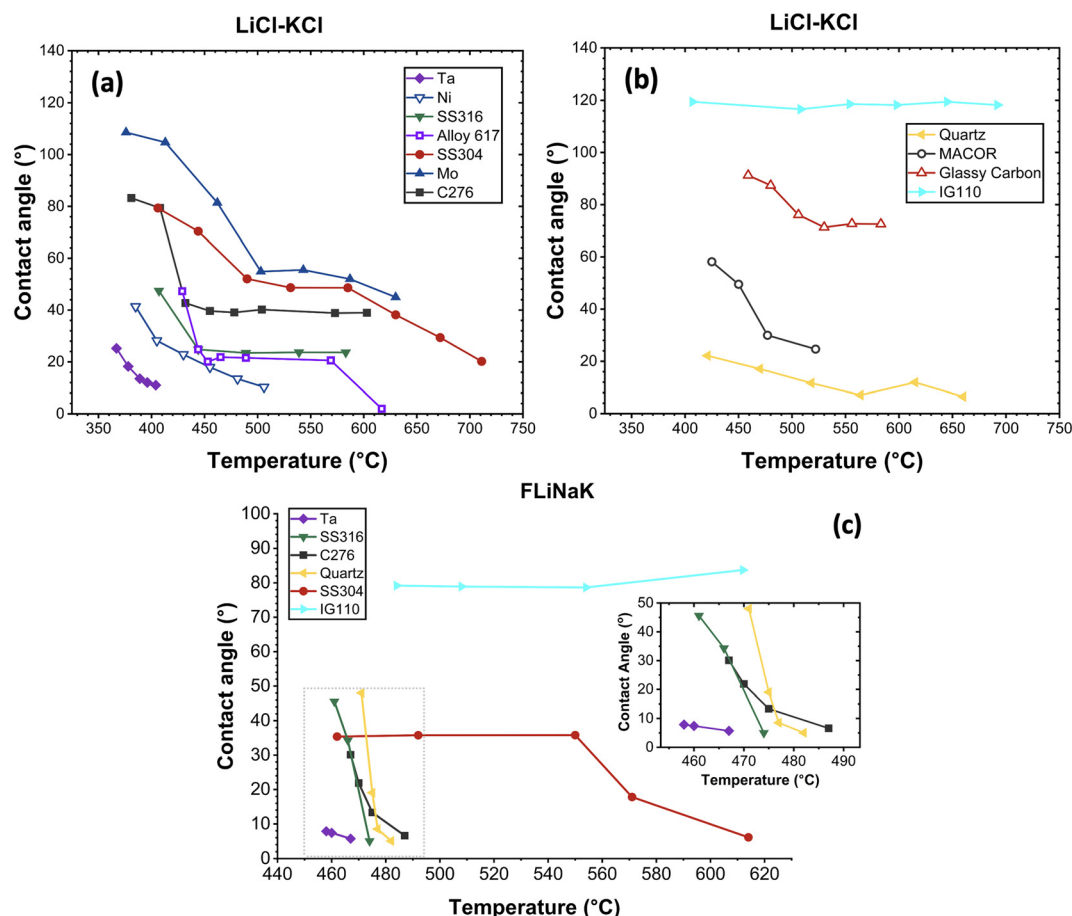 LiCl-KCl
(a)
Ta
Ni
SS316
Alloy 617
SS304
Mo
C276
140
120
100
80
60
40
20
0
Contact angle (°)
350 400 450 500 550 600 650 700 750
Temperature (°C)
LiCl-KCl
(b)
Quartz
MACOR
Glassy Carbon
IG110
140
120
100
80
60
40
20
0
Contact angle (°)
350 400 450 500 550 600 650 700 750
Temperature (°C)
FLiNaK
(c)
Ta
SS316
C276
Quartz
SS304
IG110
100
90
80
70
60
50
40
30
20
10
0
Contact angle (°)
440 460 480 500 520 540 560 580 600 620
Temperature (°C)
50
40
30
20
10
0
Contact Angle (º)
460 470 480 490
Temperature (°C)